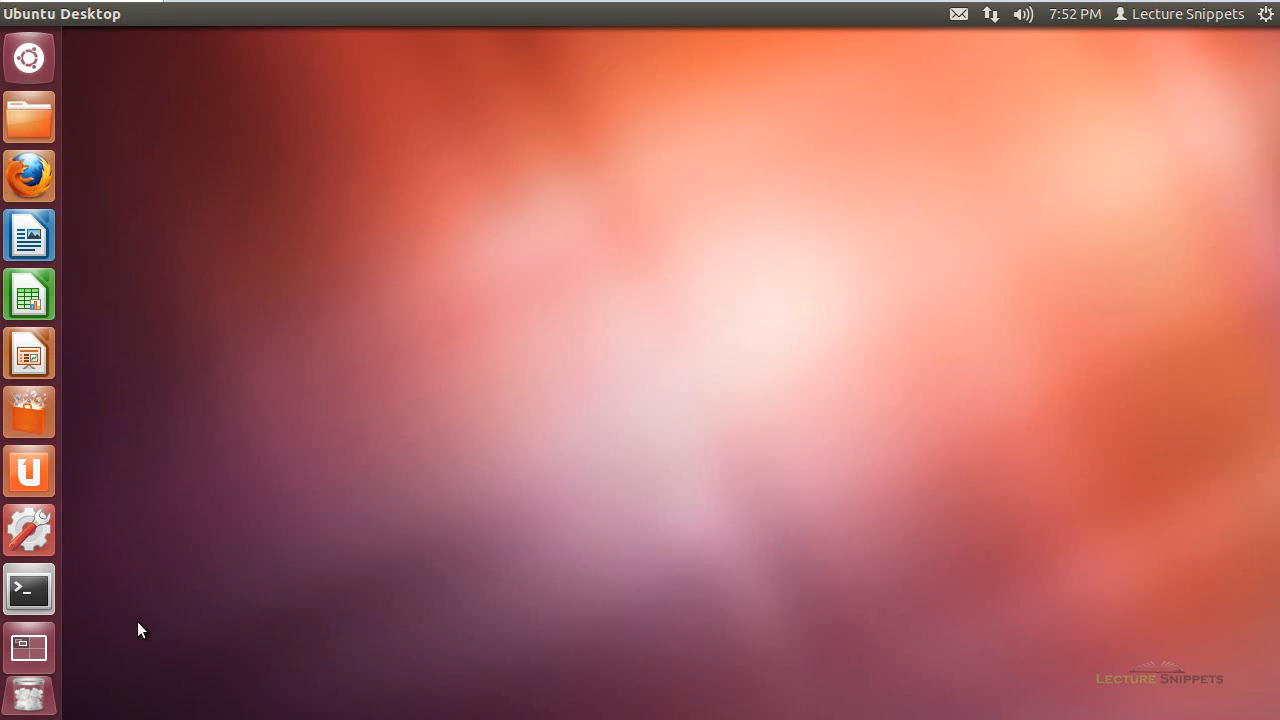 Ubuntu Desktop
7:52 PM
Lecture Snippets
>_
U
LECTURE SNIPPETS